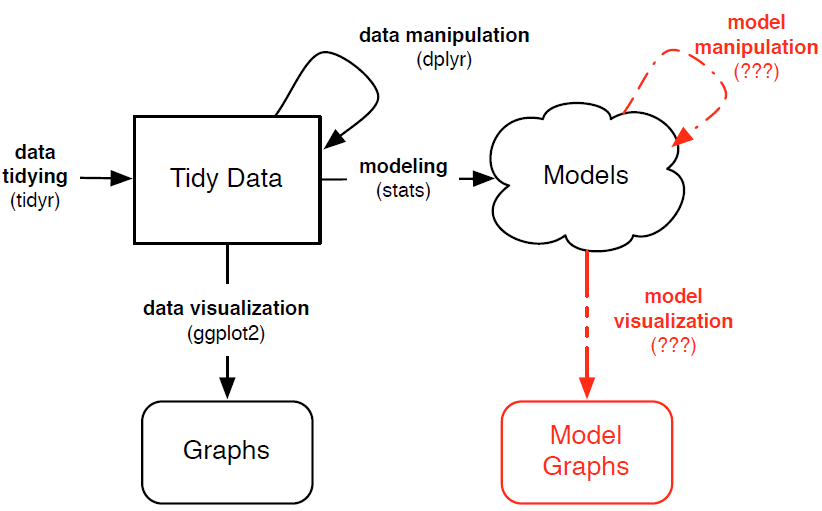 data manipulation
(dplyr)
model
manipulation
(???)
data
tidying
(tidyr)
Tidy Data
modeling
(stats)
Models
data visualization
(ggplot2)
model
visualization
(???)
Graphs
Model
Graphs